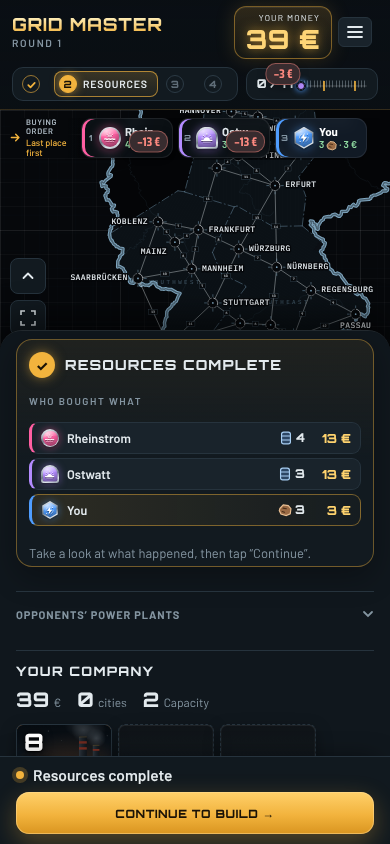 GRID MASTER
ROUND 1
YOUR MONEY
39 €
2 RESOURCES 3 4
-3 €
BUYING ORDER
Last place first
1
-13 €
2
-13 €
3 You
3 · 3 €
HANNOVER
ERFURT
KOBLENZ
FRANKFURT
MAINZ
WÜRZBURG
SAARBRÜCKEN
MANNHEIM
NÜRNBERG
REGENSBURG
STUTTGART
PASSAU
RESOURCES COMPLETE
WHO BOUGHT WHAT
Rheinstrom 4 13 €
Ostwatt 3 13 €
You 3 3 €
Take a look at what happened, then tap “Continue”.
OPPONENTS’ POWER PLANTS
YOUR COMPANY
39 € 0 cities 2 Capacity
8
Resources complete
CONTINUE TO BUILD →